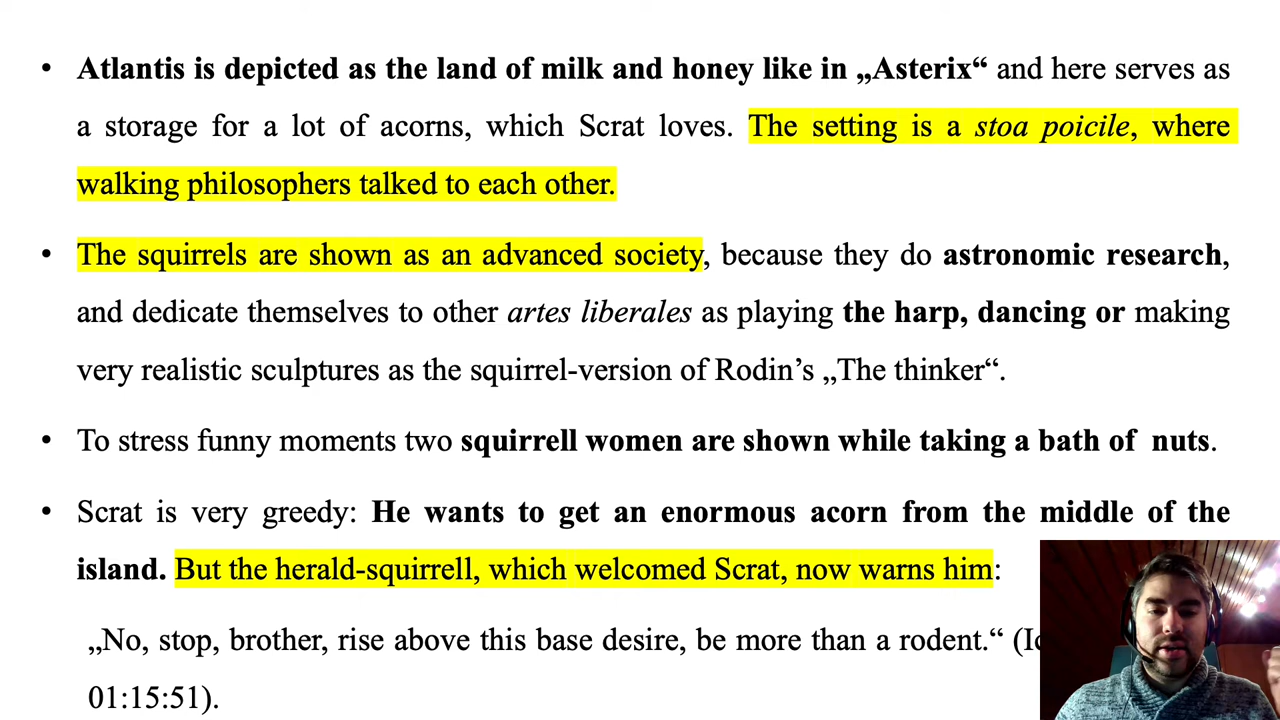 • Atlantis is depicted as the land of milk and honey like in „Asterix“ and here serves as
a storage for a lot of acorns, which Scrat loves. The setting is a stoa poicile, where
walking philosophers talked to each other.
• The squirrels are shown as an advanced society, because they do astronomic research,
and dedicate themselves to other artes liberales as playing the harp, dancing or making
very realistic sculptures as the squirrel-version of Rodin’s „The thinker“.
• To stress funny moments two squirrell women are shown while taking a bath of nuts.
• Scrat is very greedy: He wants to get an enormous acorn from the middle of the
island. But the herald-squirrell, which welcomed Scrat, now warns him:
„No, stop, brother, rise above this base desire, be more than a rodent.“
01:15:51).